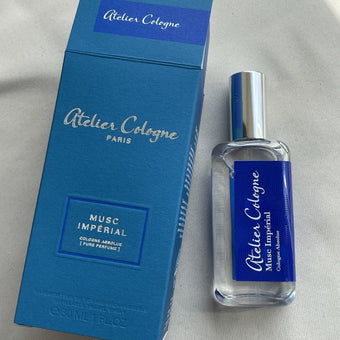 Atelier Cologne
Atelier Cologne
PARIS
MUSC
IMPÉRIAL
COLOGNE ABSOLUE
[ PURE PERFUME ]
Atelier Cologne
Musc Impérial
Cologne Absolue